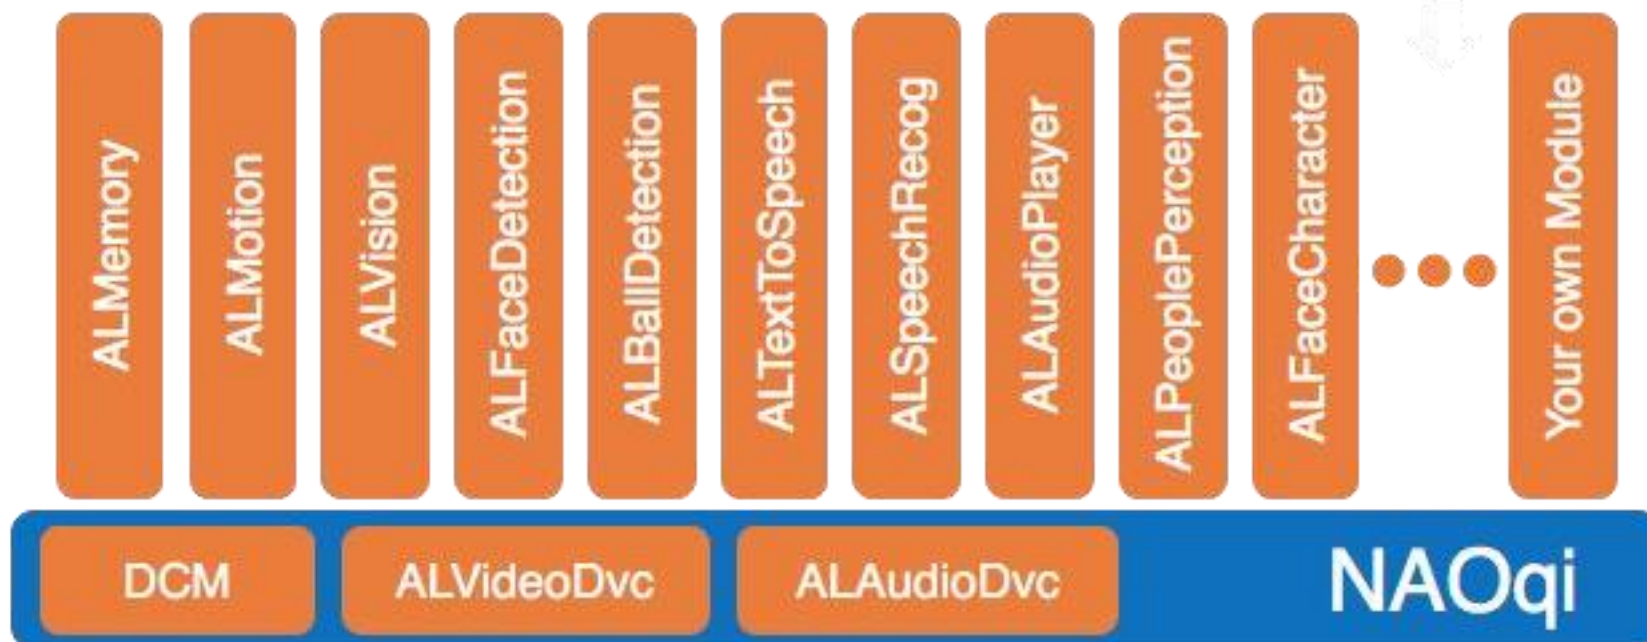 ALMemory
ALMotion
ALVision
ALFaceDetection
ALBallDetection
ALTextToSpeech
ALSpeechRecog
ALAudioPlayer
ALPeoplePerception
ALFaceCharacter
Your own Module
DCM
ALVideoDvc
ALAudioDvc
NAOqi